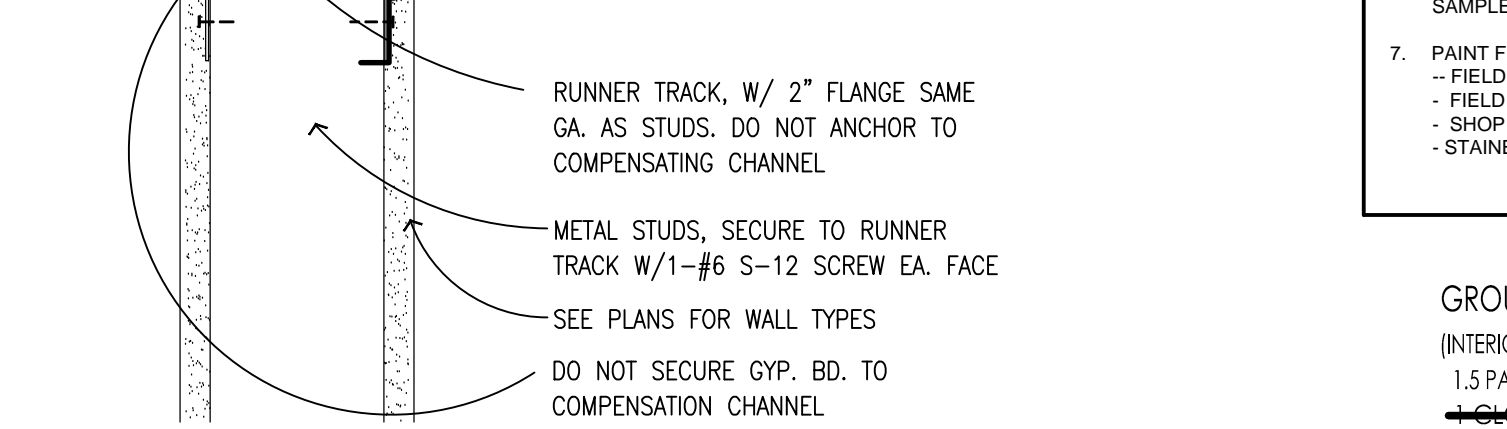 RUNNER TRACK, W/ 2" FLANGE SAME
GA. AS STUDS. DO NOT ANCHOR TO
COMPENSATING CHANNEL
METAL STUDS, SECURE TO RUNNER
TRACK W/1-#6 S-12 SCREW EA. FACE
SEE PLANS FOR WALL TYPES
DO NOT SECURE GYP. BD. TO
COMPENSATION CHANNEL
SAMPLE
7. PAINT F
-- FIELD
- FIELD
- SHOP
- STAINE
GROU
(INTERIO
1.5 PA